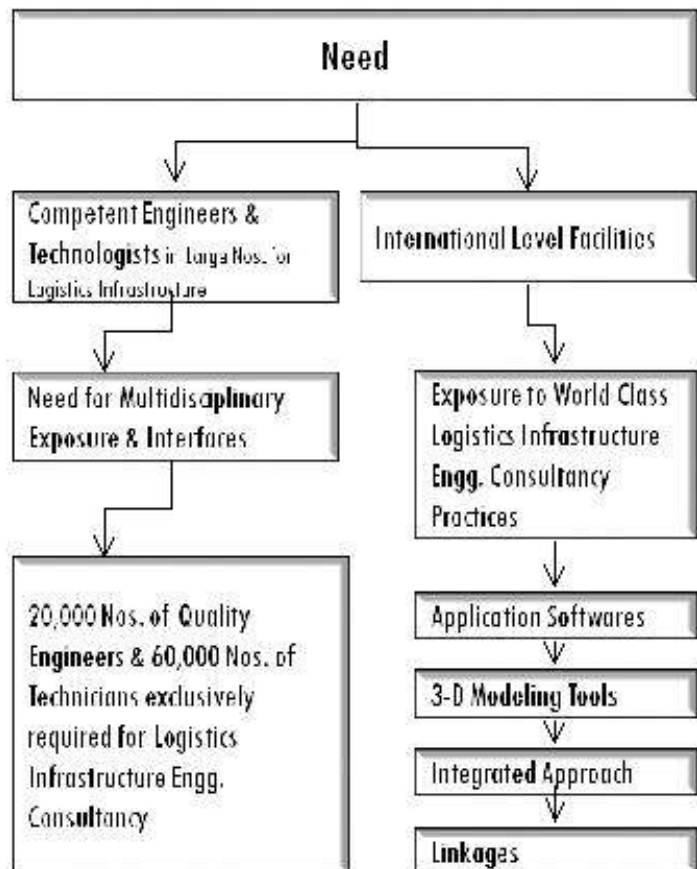 Need
Competent Engineers &
Technologists in Large Nos. for
Logistics Infrastructure
Need for Multidisciplinary
Exposure & Interfaces
20,000 Nos. of Quality
Engineers & 60,000 Nos. of
Technicians exclusively
required for Logistics
Infrastructure Engg.
Consultancy
International Level Facilities
Exposure to World Class
Logistics Infrastructure
Engg. Consultancy
Practices
Application Softwares
3-D Modeling Tools
Integrated Approach
Linkages